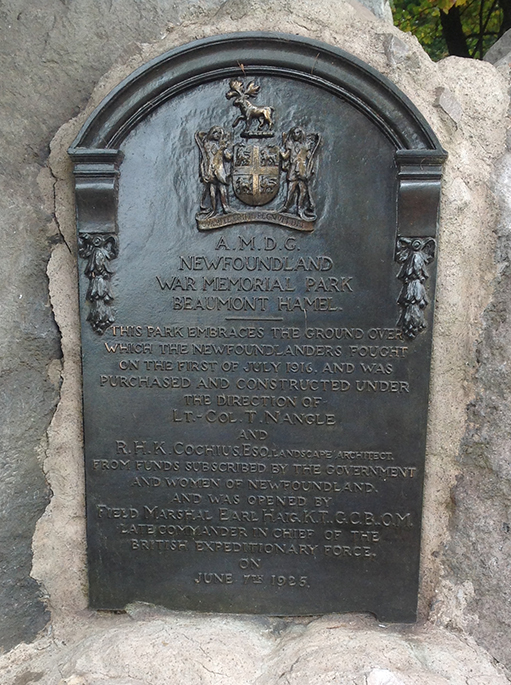 A.M.D.G.
NEWFOUNDLAND
WAR MEMORIAL PARK
BEAUMONT HAMEL.
THIS PARK EMBRACES THE GROUND OVER
WHICH THE NEWFOUNDLANDERS FOUGHT
ON THE FIRST OF JULY 1916. AND WAS
PURCHASED AND CONSTRUCTED UNDER
THE DIRECTION OF
LT.-COL. T. NANGLE
AND
R.H.K. COCHIUS, ESQ. LANDSCAPE ARCHITECT.
FROM FUNDS SUBSCRIBED BY THE GOVERNMENT
AND WOMEN OF NEWFOUNDLAND.
AND WAS OPENED BY
FIELD MARSHAL EARL HAIG. K.T., G.C.B., O.M.
LATE COMMANDER IN CHIEF OF THE
BRITISH EXPEDITIONARY FORCE.
ON
JUNE 7TH 1925.